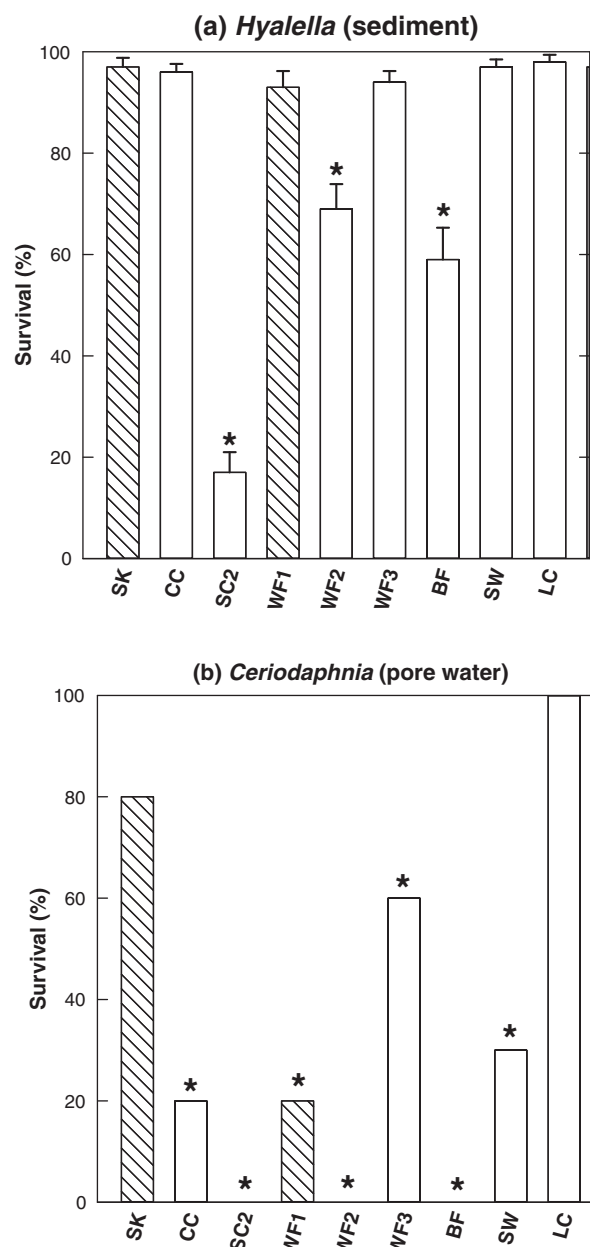 (a) Hyalella (sediment)
100
80
60
40
20
0
Survival (%)
*
*
*
SK
CC
SC2
WF1
WF2
WF3
BF
SW
LC
(b) Ceriodaphnia (pore water)
100
80
60
40
20
0
Survival (%)
*
*
*
*
*
*
*
SK
CC
SC2
WF1
WF2
WF3
BF
SW
LC